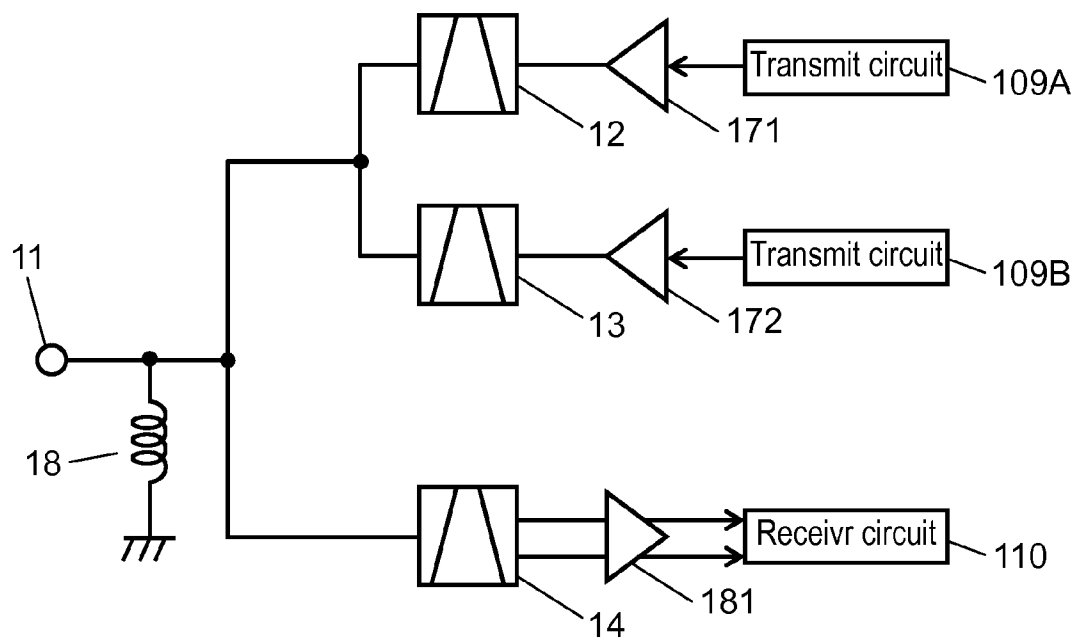 Transmit circuit
109A
12
171
11
Transmit circuit
109B
13
172
18
Receivr circuit
110
14
181